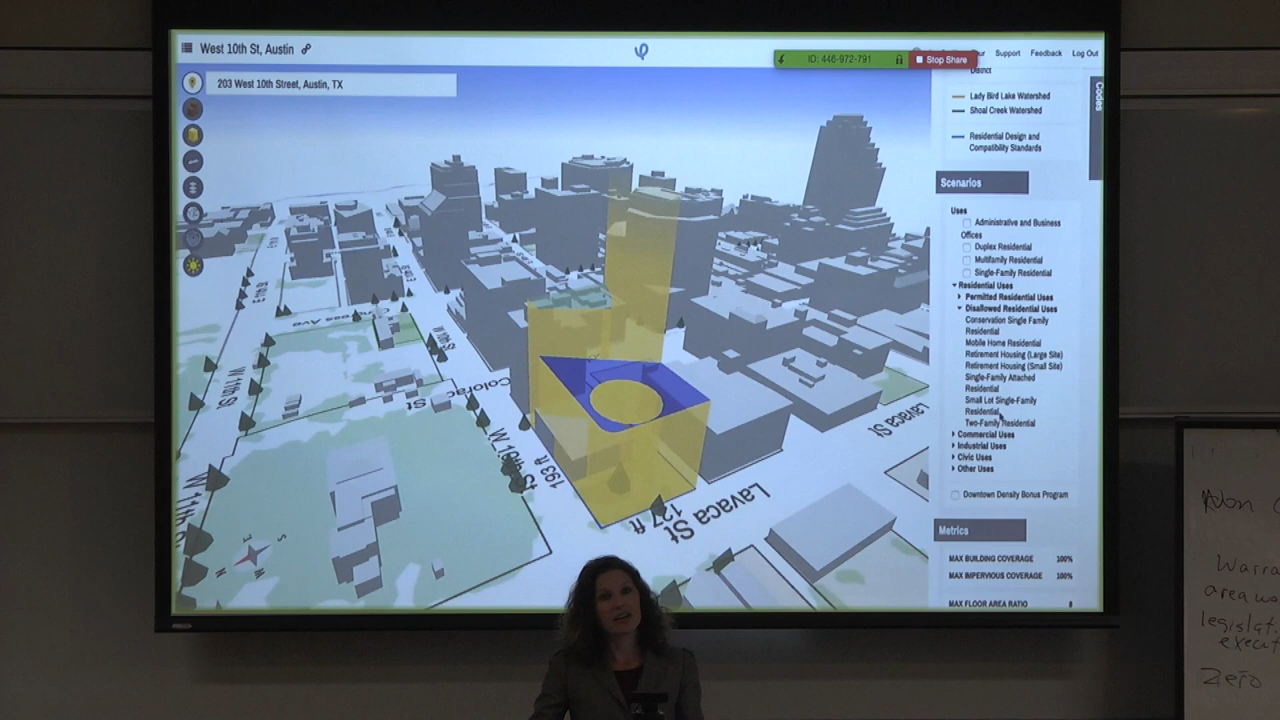 West 10th St, Austin
ID: 446-972-791
Stop Share
Support
Feedback
Log Out
203 West 10th Street, Austin, TX
District
Codes
Lady Bird Lake Watershed
Shoal Creek Watershed
Residential Design and
Compatibility Standards
Scenarios
Uses
Administrative and Business
Offices
Duplex Residential
Multifamily Residential
Single-Family Residential
Residential Uses
Permitted Residential Uses
Disallowed Residential Uses
Conservation Single Family
Residential
Mobile Home Residential
Retirement Housing (Large Site)
Retirement Housing (Small Site)
Single-Family Attached
Residential
Small Lot Single-Family
Residential
Two-Family Residential
Commercial Uses
Industrial Uses
Civic Uses
Other Uses
Downtown Density Bonus Program
Metrics
MAX BUILDING COVERAGE 100%
MAX IMPERVIOUS COVERAGE 100%
MAX FLOOR AREA RATIO 8
Congress Ave
W 11th St
Colorado
St
W 10th St
193 ft
127 ft
Lavaca St
Lavaca St
W 11th St
S
E
W
N
Zero